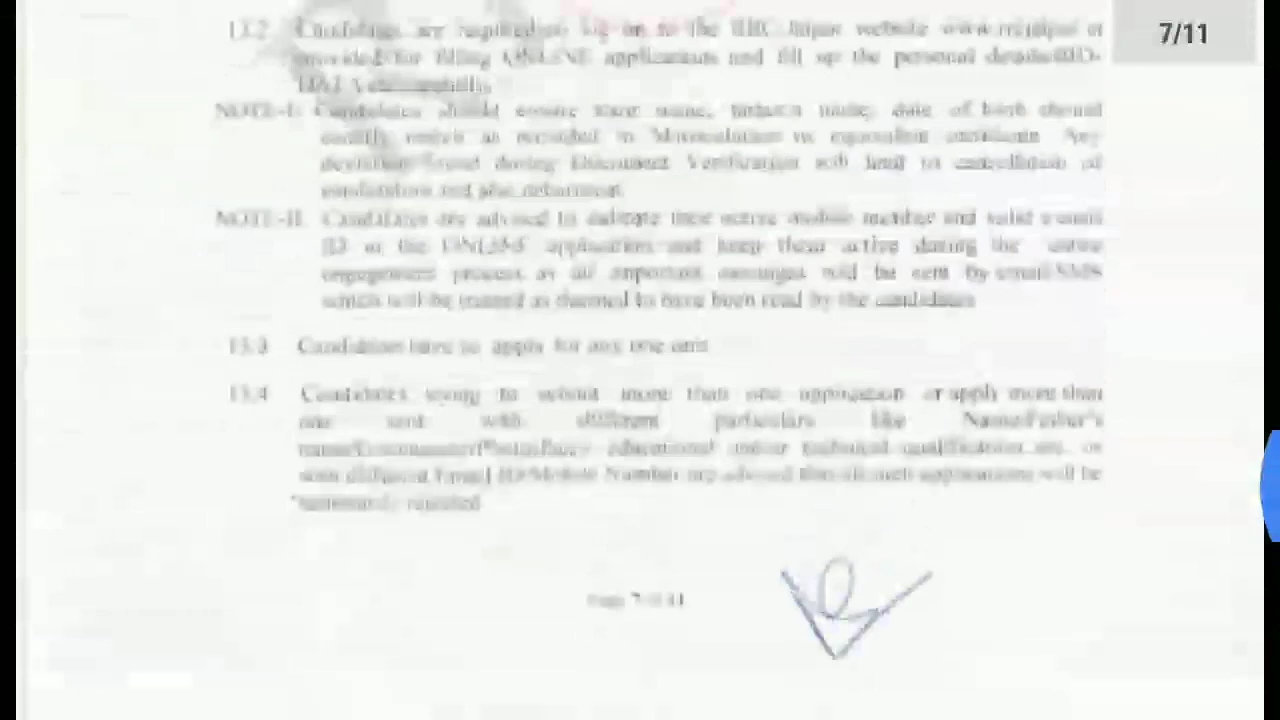 13.2 Candidates are required to log on to the RRC Jaipur website
provided for filling ONLINE applications and fill up the personal details
NOTE-I: Candidates should ensure their name, father's name, date of birth should
exactly match as recorded in Matriculation or equivalent certificate. Any
deviation found during Document Verification will lead to cancellation of
candidature and also debarment.
NOTE-II: Candidates are advised to indicate their active mobile number and valid e-mail
ID in the ONLINE application and keep them active during the entire
engagement process as all important messages will be sent by email/SMS
which will be treated as deemed to have been read by the candidates
13.3 Candidates have to apply for any one unit
13.4 Candidates trying to submit more than one application or apply more than
one unit with different particulars like Name/Father's
educational and/or technical qualification etc. or
with different Email ID/Mobile Number are advised that all such applications will be
summarily rejected
Page 7 of 11
7/11